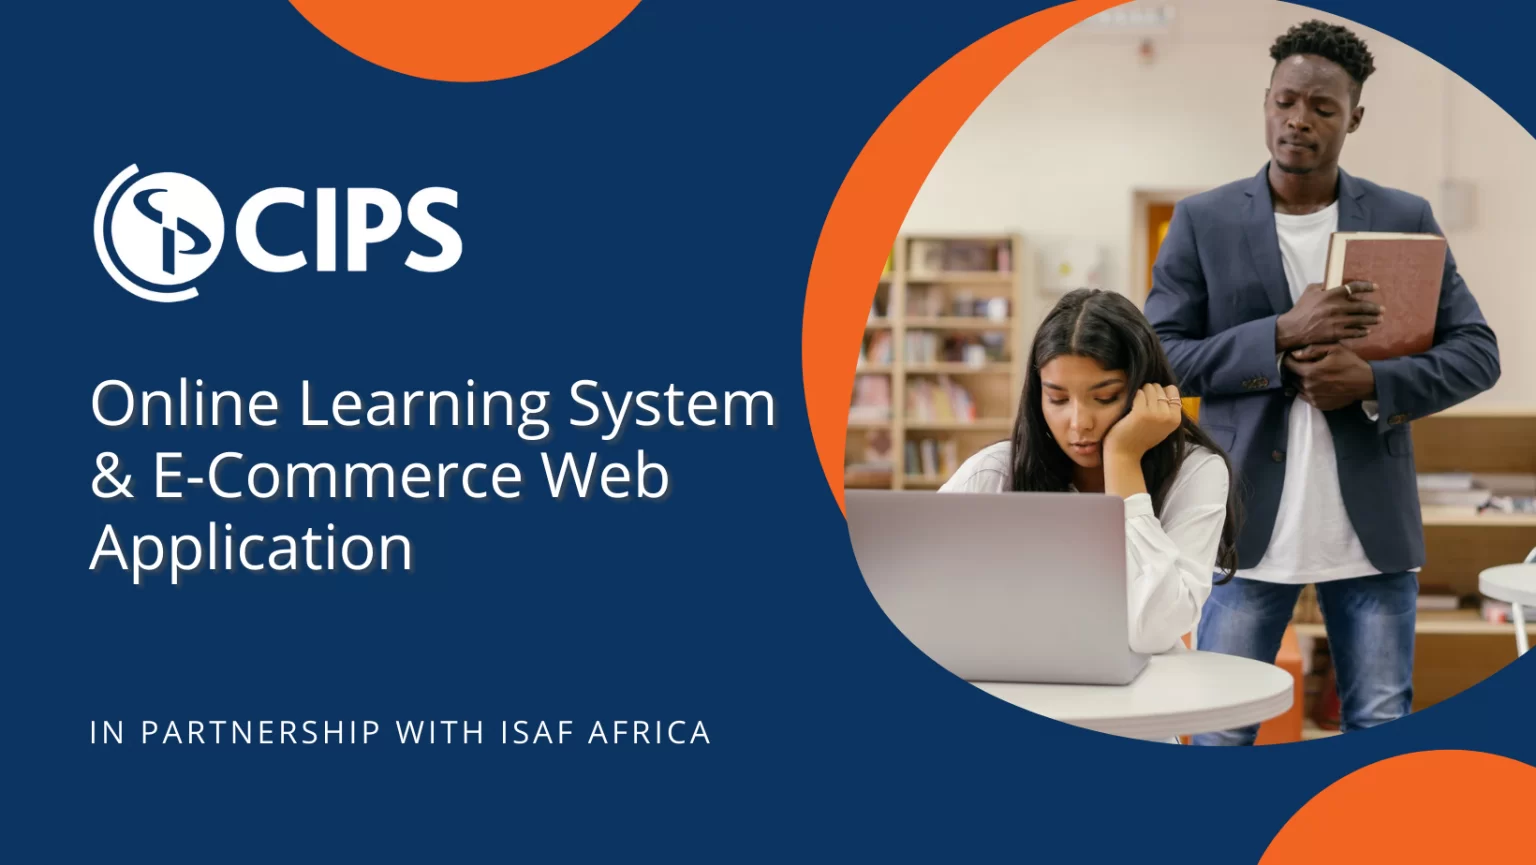 CIPS
Online Learning System
& E-Commerce Web
Application
IN PARTNERSHIP WITH ISAF AFRICA